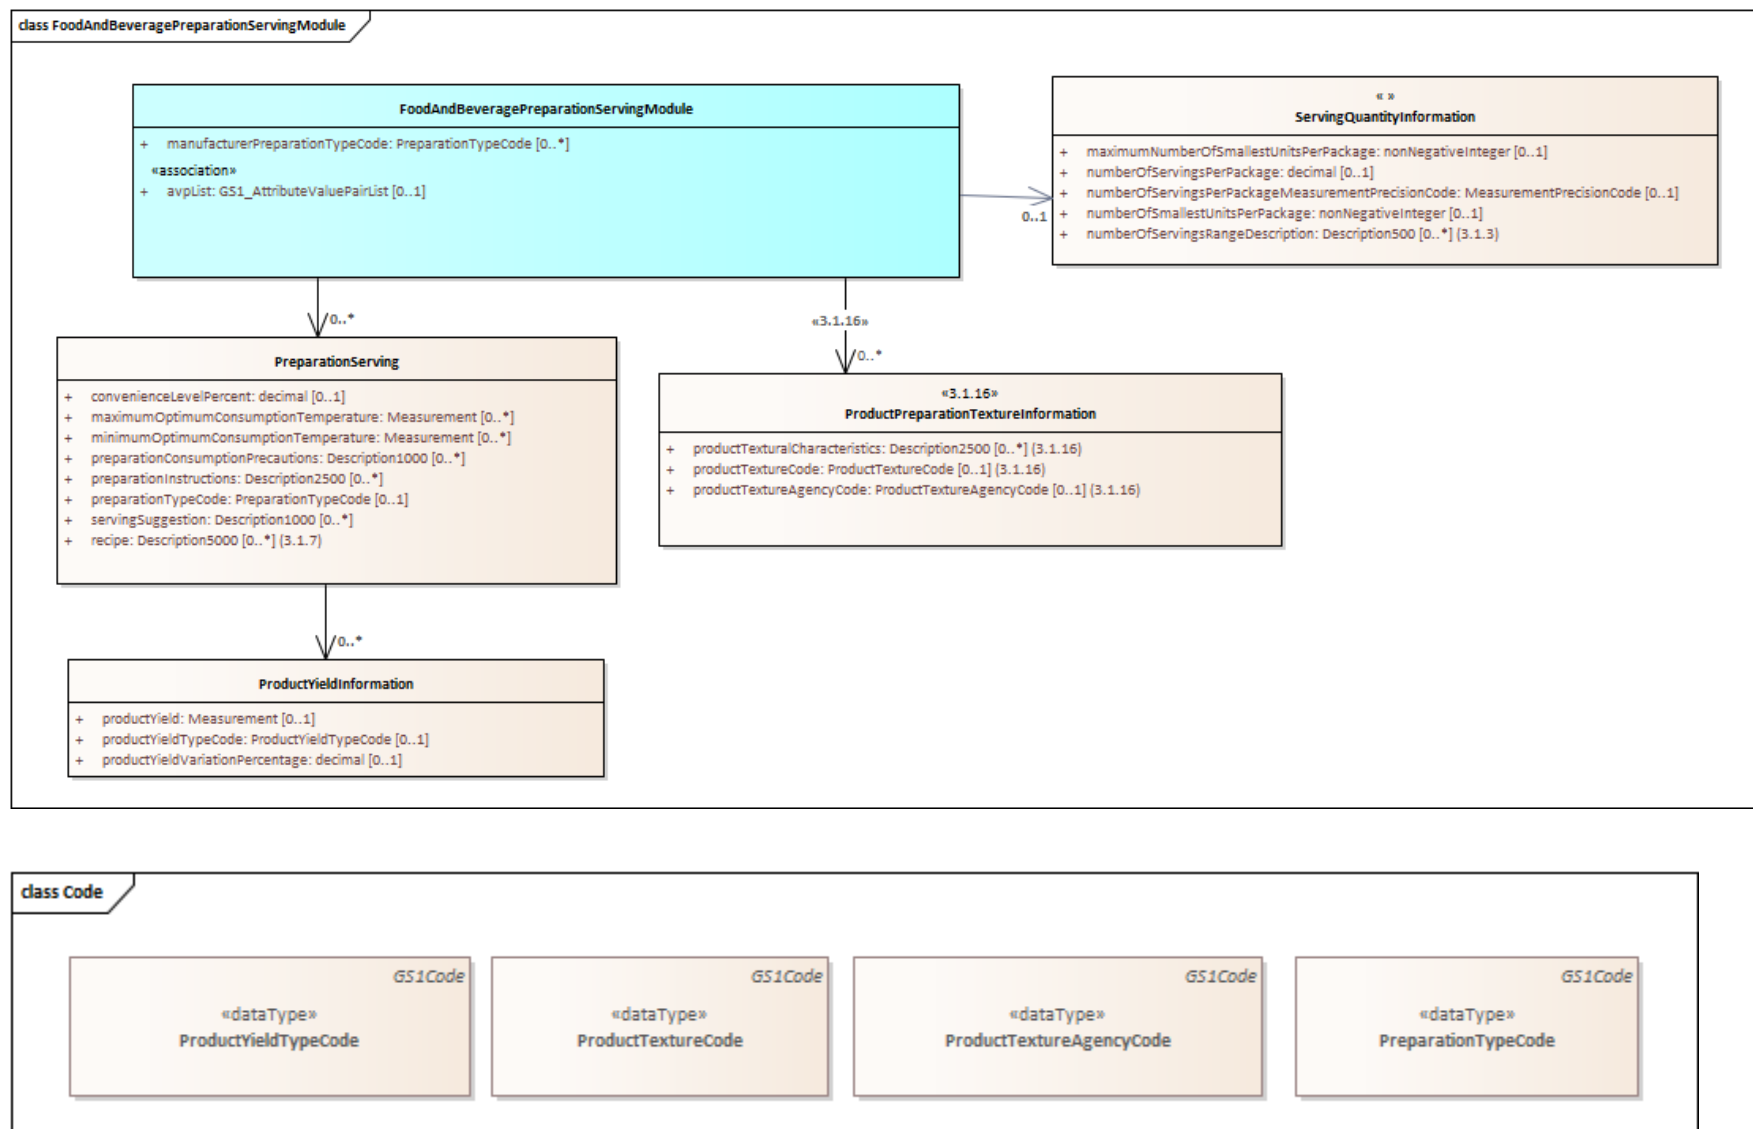 class FoodAndBeveragePreparationServingModule
FoodAndBeveragePreparationServingModule
+ manufacturerPreparationTypeCode: PreparationTypeCode [0..*]
«association»
+ avpList: GS1_AttributeValuePairList [0..1]
« »
ServingQuantityInformation
+ maximumNumberOfSmallestUnitsPerPackage: nonNegativeInteger [0..1]
+ numberOfServingsPerPackage: decimal [0..1]
+ numberOfServingsPerPackageMeasurementPrecisionCode: MeasurementPrecisionCode [0..1]
+ numberOfSmallestUnitsPerPackage: nonNegativeInteger [0..1]
+ numberOfServingsRangeDescription: Description500 [0..*] (3.1.3)
0..1
0..*
«3.1.16»
0..*
PreparationServing
+ convenienceLevelPercent: decimal [0..1]
+ maximumOptimumConsumptionTemperature: Measurement [0..*]
+ minimumOptimumConsumptionTemperature: Measurement [0..*]
+ preparationConsumptionPrecautions: Description1000 [0..*]
+ preparationInstructions: Description2500 [0..*]
+ preparationTypeCode: PreparationTypeCode [0..1]
+ servingSuggestion: Description1000 [0..*]
+ recipe: Description5000 [0..*] (3.1.7)
«3.1.16»
ProductPreparationTextureInformation
+ productTexturalCharacteristics: Description2500 [0..*] (3.1.16)
+ productTextureCode: ProductTextureCode [0..1] (3.1.16)
+ productTextureAgencyCode: ProductTextureAgencyCode [0..1] (3.1.16)
0..*
ProductYieldInformation
+ productYield: Measurement [0..1]
+ productYieldTypeCode: ProductYieldTypeCode [0..1]
+ productYieldVariationPercentage: decimal [0..1]
class Code
GS1Code
«dataType»
ProductYieldTypeCode
GS1Code
«dataType»
ProductTextureCode
GS1Code
«dataType»
ProductTextureAgencyCode
GS1Code
«dataType»
PreparationTypeCode